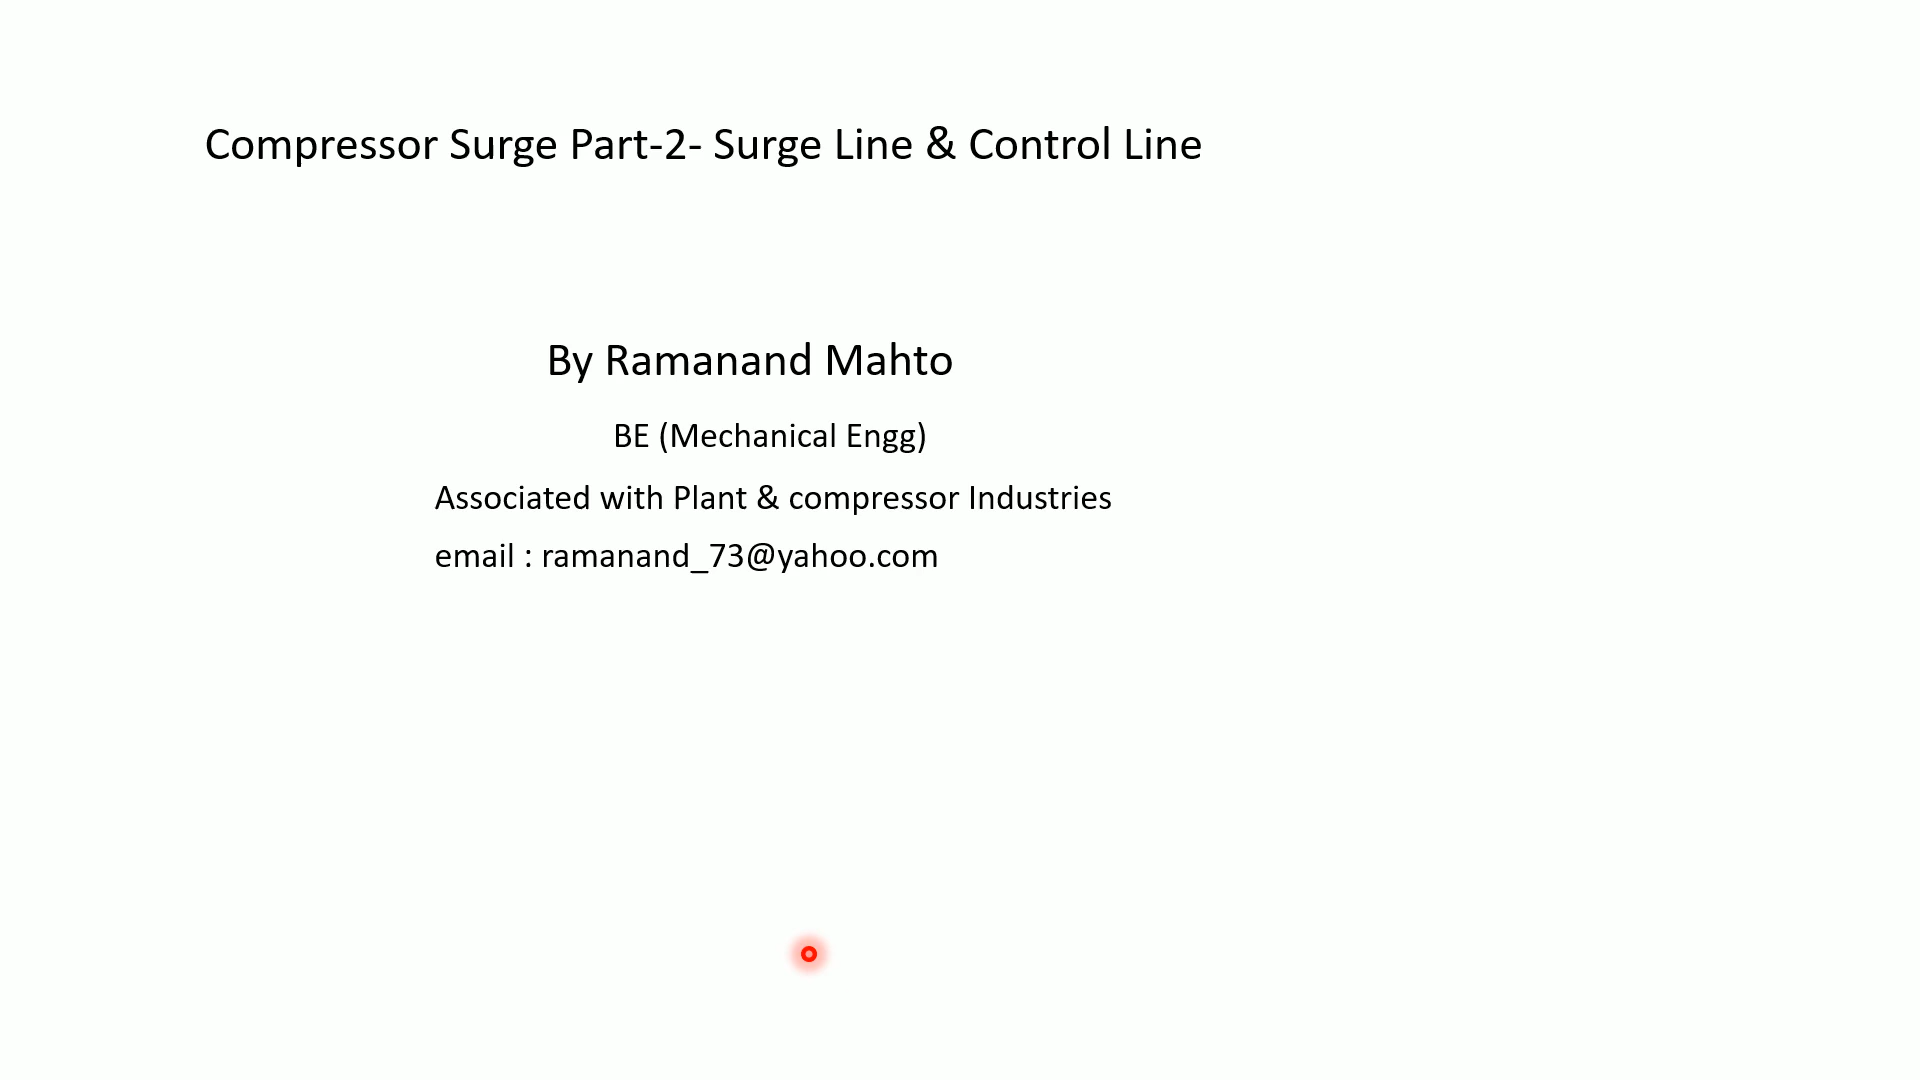 Compressor Surge Part-2- Surge Line & Control Line
By Ramanand Mahto
BE (Mechanical Engg)
Associated with Plant & compressor Industries
email : ramanand_73@yahoo.com